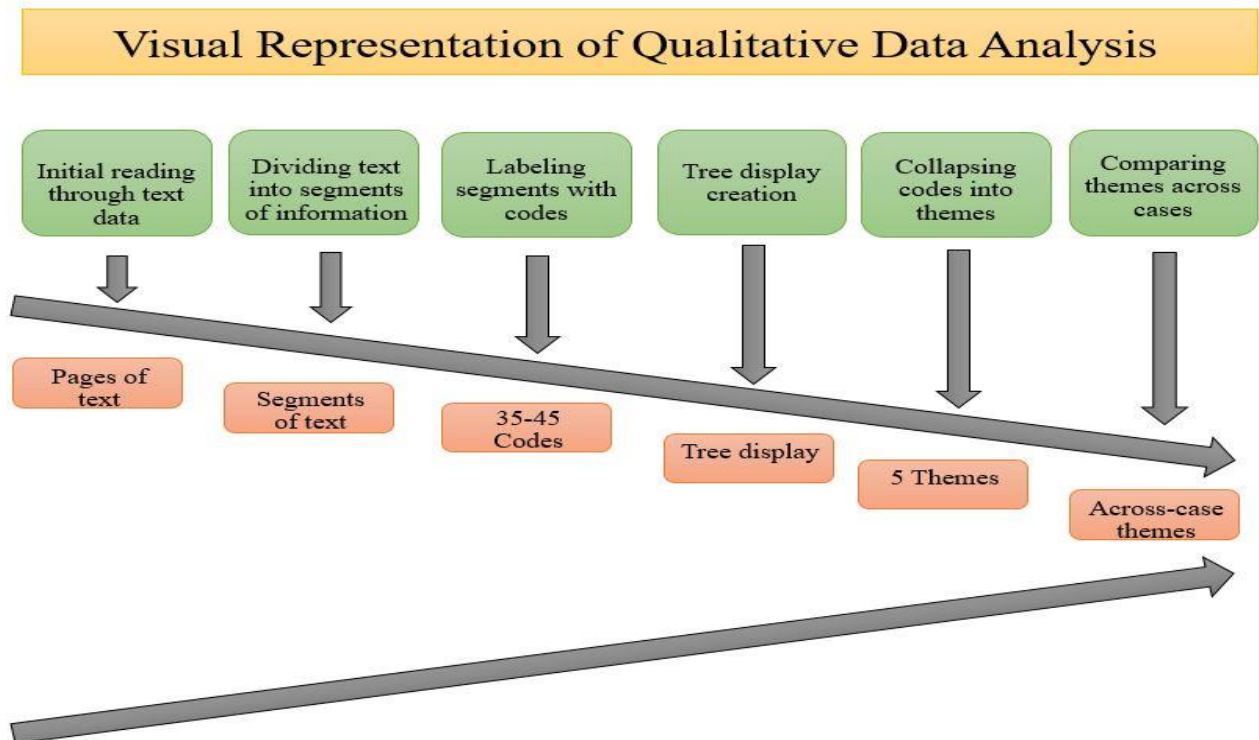 Visual Representation of Qualitative Data Analysis
Initial reading
through text
data
Dividing text
into segments
of information
Labeling
segments with
codes
Tree display
creation
Collapsing
codes into
themes
Comparing
themes across
cases
Pages of
text
Segments
of text
35-45
Codes
Tree display
5 Themes
Across-case
themes